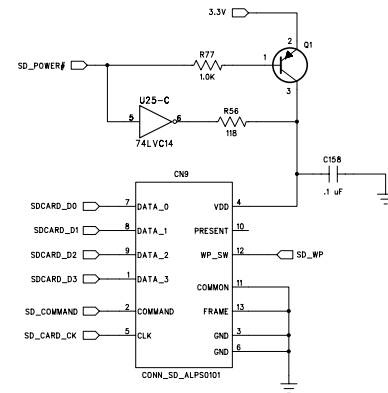 3.3V
2 Q1
SD_POWER# R77 1
1.0K
3
U25-C
5 6 R56
74LVC14 118
C158
.1 uF
CN9
SDCARD_D0 7 DATA_0 VDD 4
SDCARD_D1 8 DATA_1 PRESENT 10
SDCARD_D2 9 DATA_2 WP_SW 12 SD_WP
SDCARD_D3 1 DATA_3
COMMON 11
SD_COMMAND 2 COMMAND FRAME 13
SD_CARD_CK 5 CLK GND 3
GND 6
CONN_SD_ALPS0101